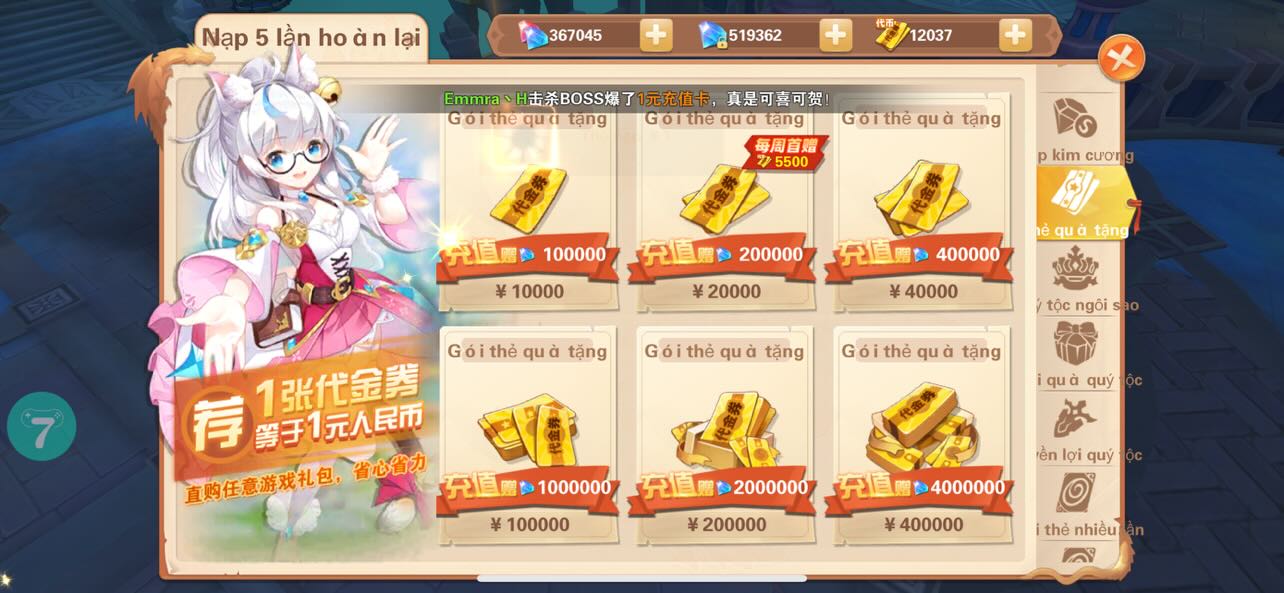 Nạp 5 lần ho à n lại
367045
519362
代币
12037
Emmra丶H击杀BOSS爆了1元充值卡，真是可喜可贺!
Gói thẻ quà tặng
Gói thẻ quà tặng
Gói thẻ quà tặng
每周首赠
5500
代金券
代金券
代金券
充值赠 100000
充值赠 200000
充值赠 400000
¥ 10000
¥ 20000
¥ 40000
Gói thẻ quà tặng
Gói thẻ quà tặng
Gói thẻ quà tặng
代金券
代金券
代金券
充值赠 1000000
充值赠 2000000
充值赠 4000000
¥ 100000
¥ 200000
¥ 400000
荐
1张代金券
等于1元人民币
直购任意游戏礼包，省心省力
p kim cương
hẻ quà tặng
ý tộc ngôi sao
i quà quý tộc
yền lợi quý tộc
i thẻ nhiều lần
7